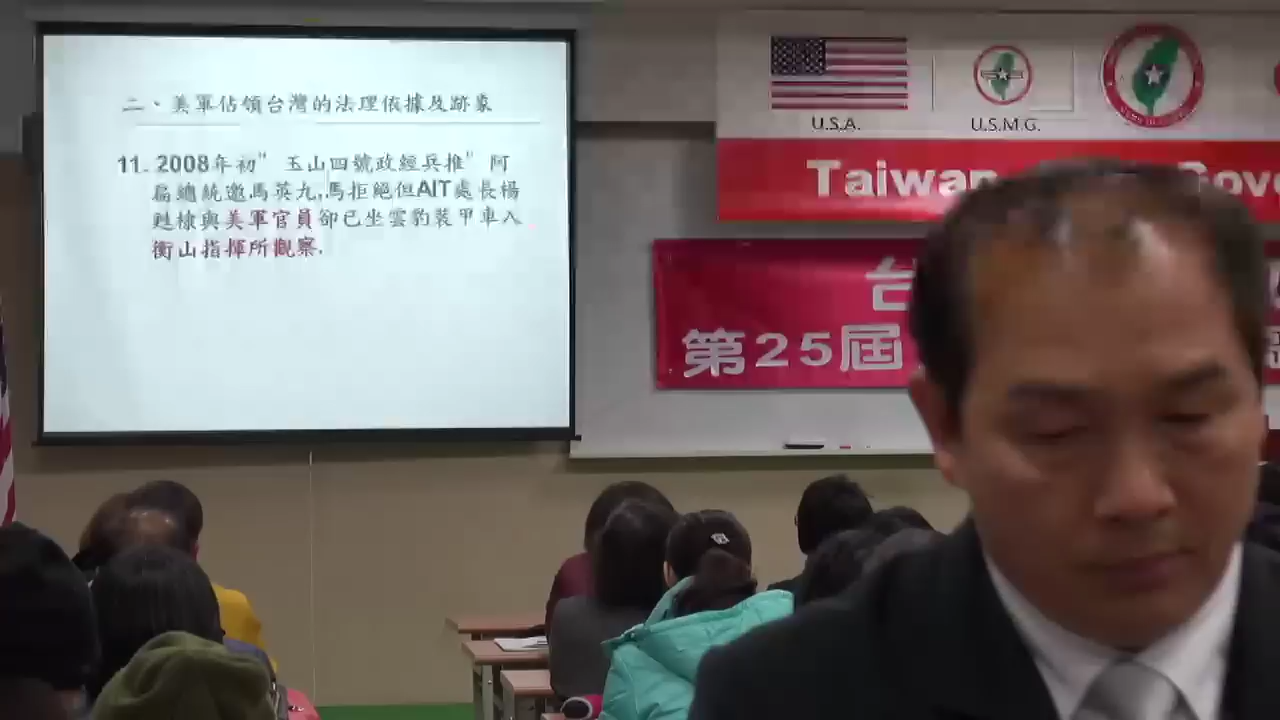 二、美軍佔領台灣的法理依據及跡象
11. 2008年初"玉山四號政經兵推"阿
扁總統邀馬英九,馬拒絕但AIT處長楊
甦棣與美軍官員卻已坐雲豹裝甲車入
衡山指揮所觀察.
U.S.A.
U.S.M.G.
Taiwan
台
第25屆